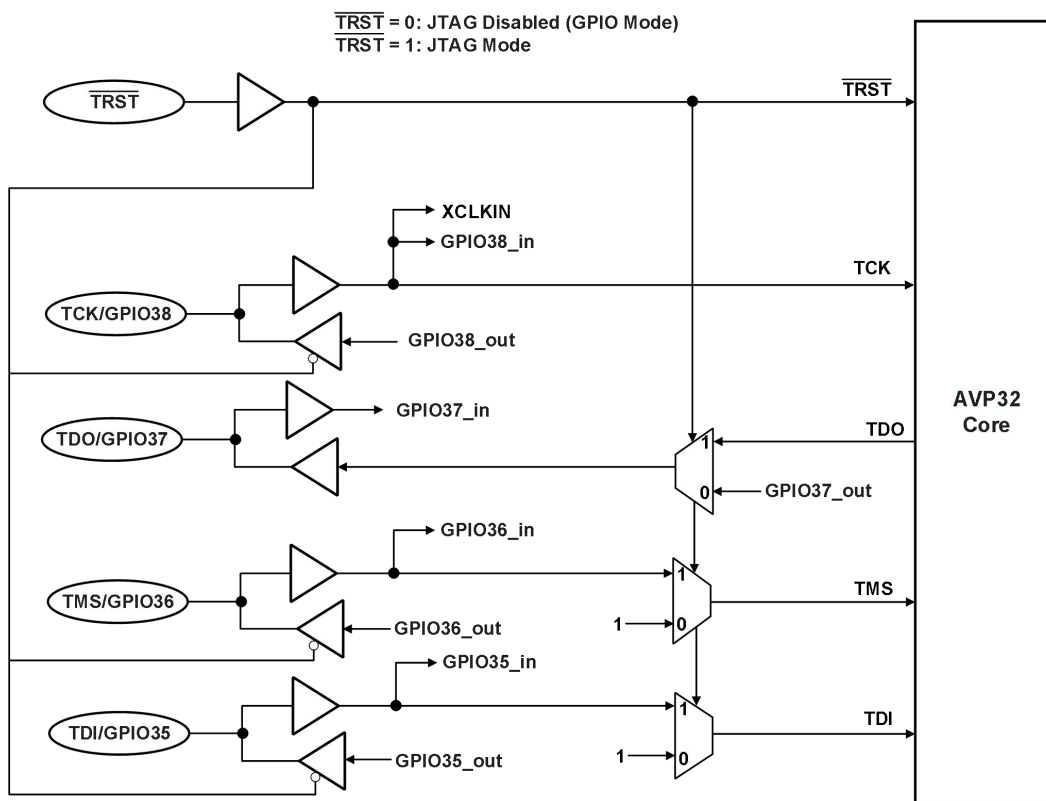 TRST = 0: JTAG Disabled (GPIO Mode)
TRST = 1: JTAG Mode
TRST
TRST
XCLKIN
GPIO38_in
TCK
TCK/GPIO38
GPIO38_out
GPIO37_in
AVP32
Core
TDO/GPIO37
TDO
1
0
GPIO37_out
GPIO36_in
1
TMS/GPIO36
TMS
GPIO36_out
1
0
GPIO35_in
1
TDI/GPIO35
TDI
GPIO35_out
1
0